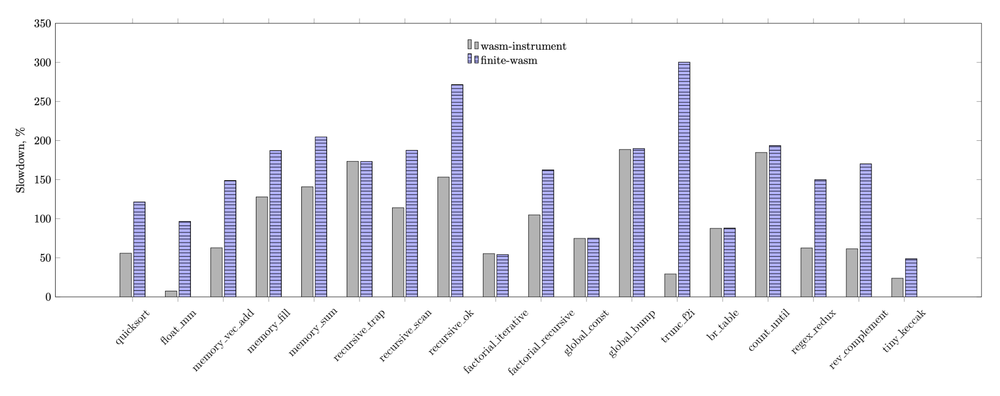 350
300
250
200
150
100
50
0
Slowdown, %
wasm-instrument
finite-wasm
quicksort
float_mm
memory_vec_add
memory_fill
memory_sum
recursive_trap
recursive_scan
recursive_ok
factorial_iterative
factorial_recursive
global_const
global_bump
trunc_f2i
br_table
count_until
regex_redux
rev_complement
tiny_keccak